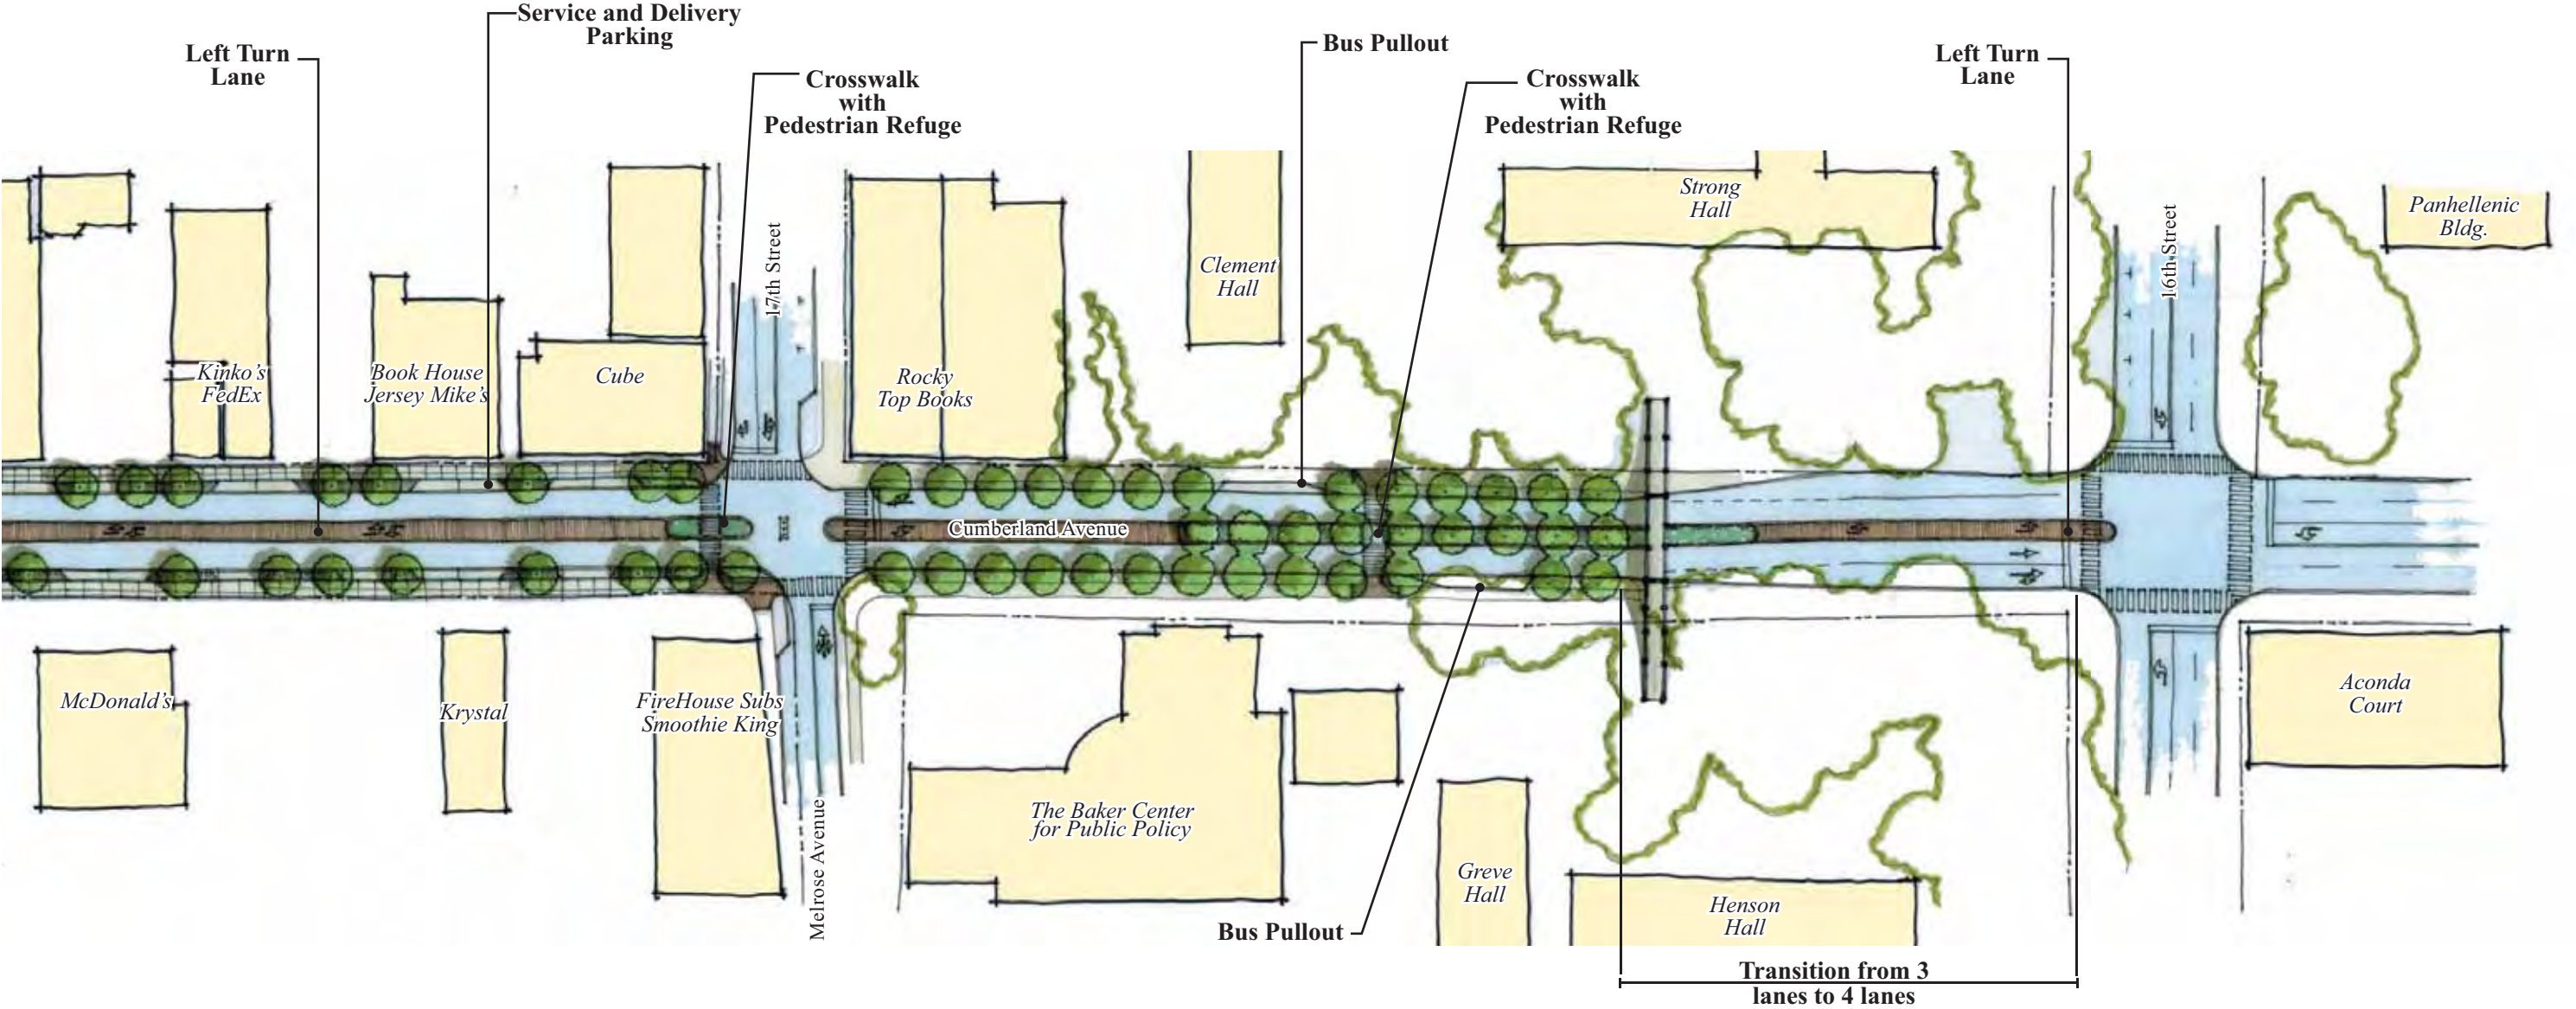 Service and Delivery
Parking
Left Turn
Lane
Crosswalk
with
Pedestrian Refuge
Bus Pullout
Crosswalk
with
Pedestrian Refuge
Left Turn
Lane
Kinko's
FedEx
Book House
Jersey Mike's
Cube
17th Street
Rocky
Top Books
Clement
Hall
Strong
Hall
16th Street
Panhellenic
Bldg.
Cumberland Avenue
McDonald's
Krystal
FireHouse Subs
Smoothie King
Melrose Avenue
The Baker Center
for Public Policy
Greve
Hall
Henson
Hall
Aconda
Court
Bus Pullout
Transition from 3
lanes to 4 lanes